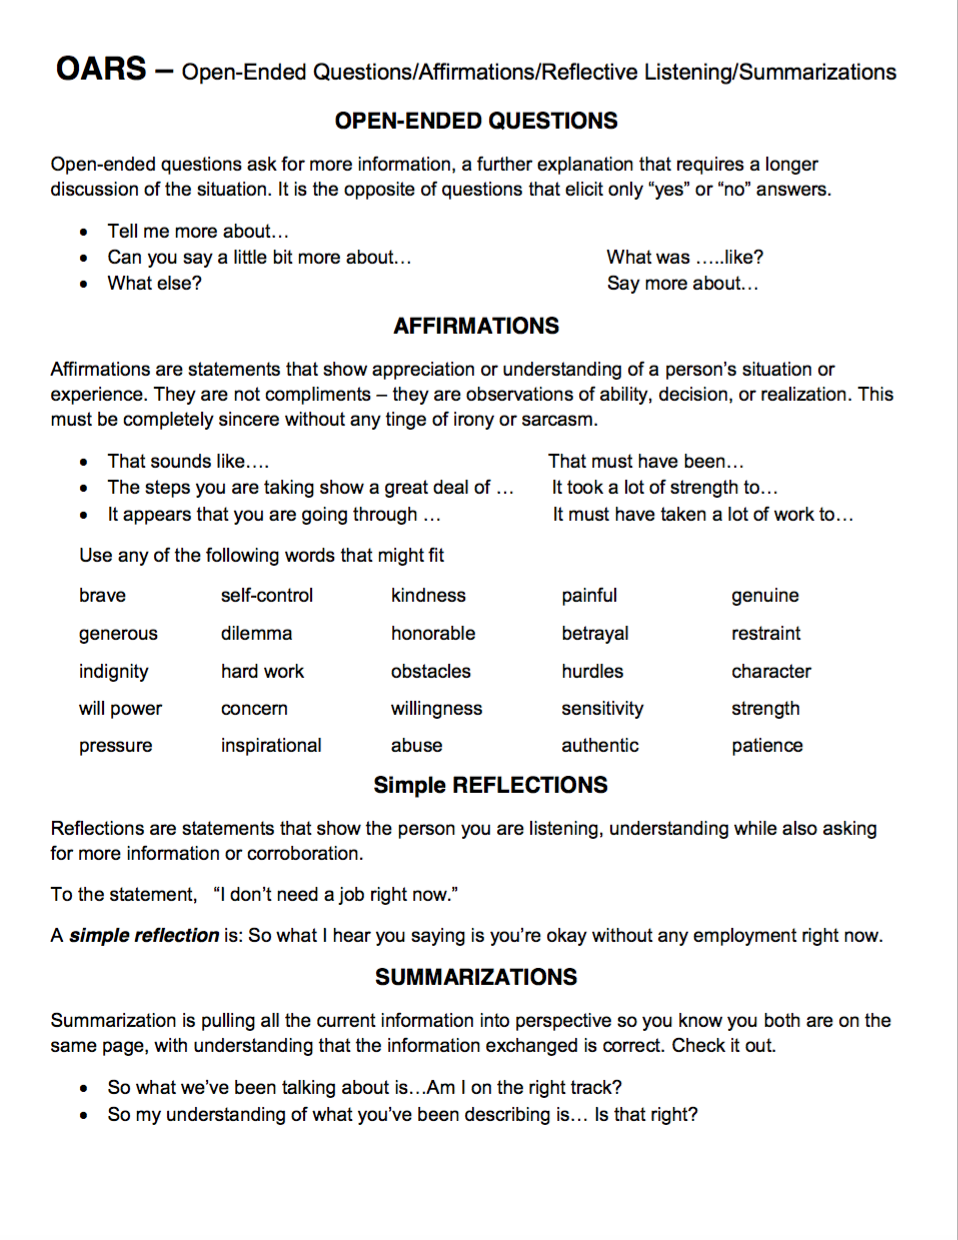 OARS – Open-Ended Questions/Affirmations/Reflective Listening/Summarizations
OPEN-ENDED QUESTIONS
Open-ended questions ask for more information, a further explanation that requires a longer
discussion of the situation. It is the opposite of questions that elicit only “yes” or “no” answers.
• Tell me more about…
• Can you say a little bit more about… What was …..like?
• What else? Say more about…
AFFIRMATIONS
Affirmations are statements that show appreciation or understanding of a person’s situation or
experience. They are not compliments – they are observations of ability, decision, or realization. This
must be completely sincere without any tinge of irony or sarcasm.
• That sounds like…. That must have been…
• The steps you are taking show a great deal of … It took a lot of strength to…
• It appears that you are going through … It must have taken a lot of work to…
Use any of the following words that might fit
brave self-control kindness painful genuine
generous dilemma honorable betrayal restraint
indignity hard work obstacles hurdles character
will power concern willingness sensitivity strength
pressure inspirational abuse authentic patience
Simple REFLECTIONS
Reflections are statements that show the person you are listening, understanding while also asking
for more information or corroboration.
To the statement, “I don’t need a job right now.”
A simple reflection is: So what I hear you saying is you’re okay without any employment right now.
SUMMARIZATIONS
Summarization is pulling all the current information into perspective so you know you both are on the
same page, with understanding that the information exchanged is correct. Check it out.
• So what we’ve been talking about is…Am I on the right track?
• So my understanding of what you’ve been describing is… Is that right?